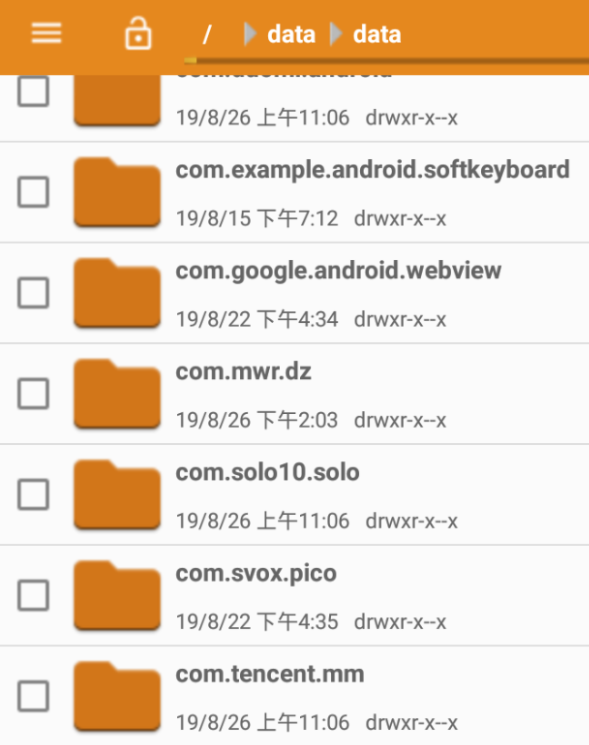 / data data
19/8/26 上午11:06 drwxr-x--x
com.example.android.softkeyboard
19/8/15 下午7:12 drwxr-x--x
com.google.android.webview
19/8/22 下午4:34 drwxr-x--x
com.mwr.dz
19/8/26 下午2:03 drwxr-x--x
com.solo10.solo
19/8/26 上午11:06 drwxr-x--x
com.svox.pico
19/8/22 下午4:35 drwxr-x--x
com.tencent.mm
19/8/26 上午11:06 drwxr-x--x